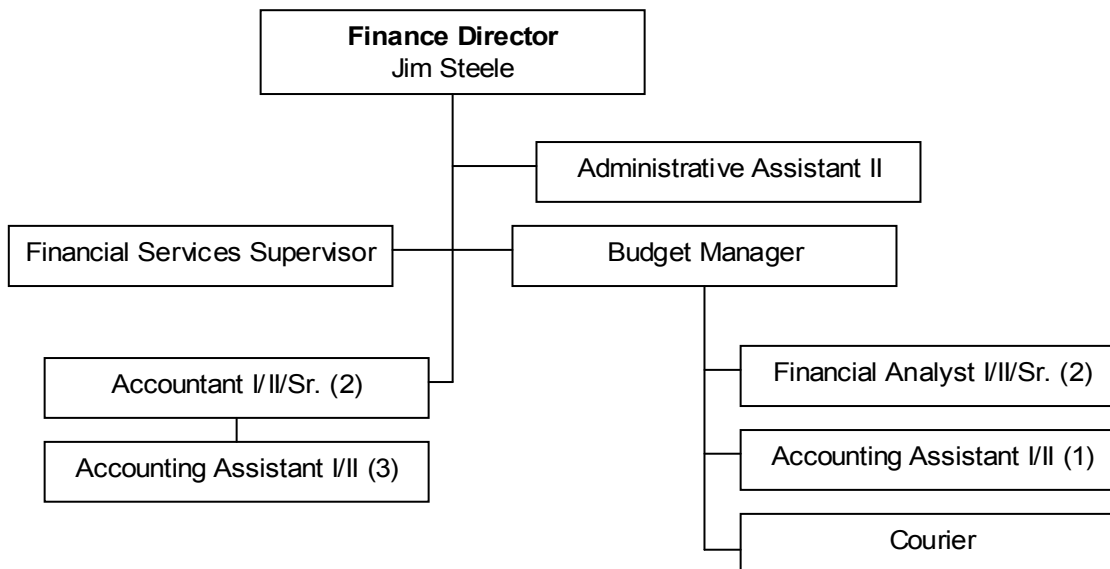 Finance Director
Jim Steele
Administrative Assistant II
Financial Services Supervisor
Budget Manager
Accountant I/II/Sr. (2)
Financial Analyst I/II/Sr. (2)
Accounting Assistant I/II (3)
Accounting Assistant I/II (1)
Courier